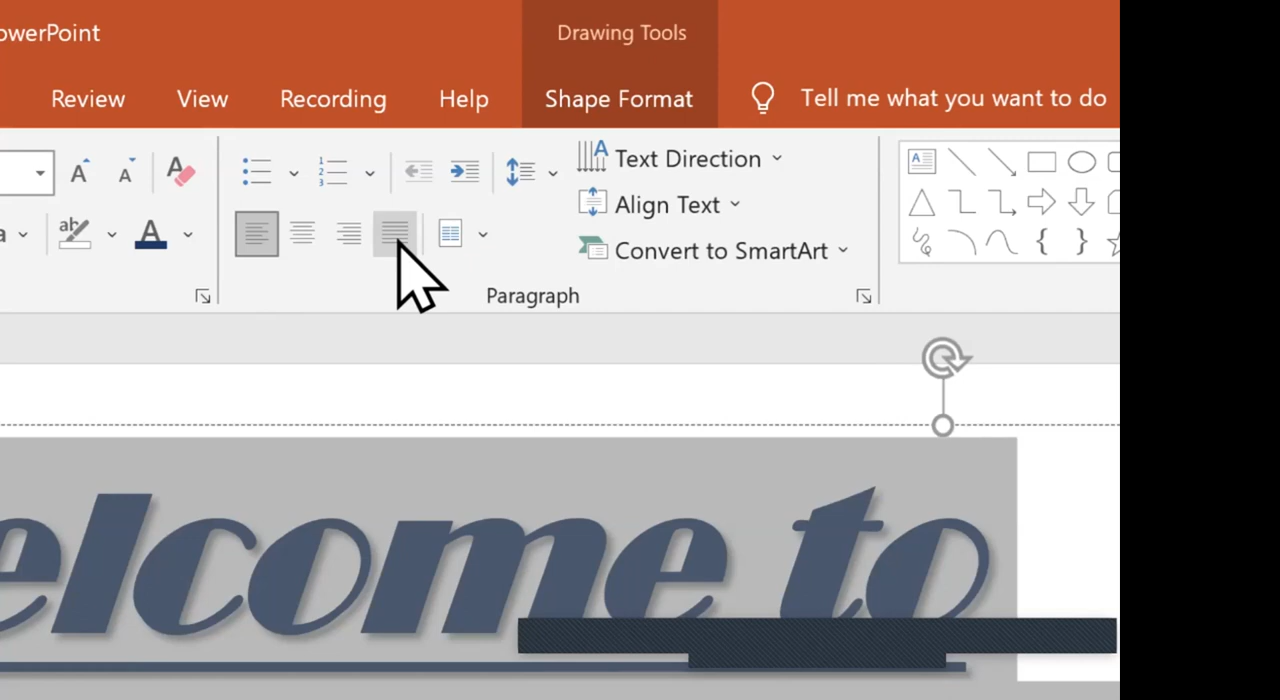 owerPoint
Drawing Tools
Review View Recording Help Shape Format Tell me what you want to do
Text Direction
Align Text
Convert to SmartArt
Paragraph
elcome to